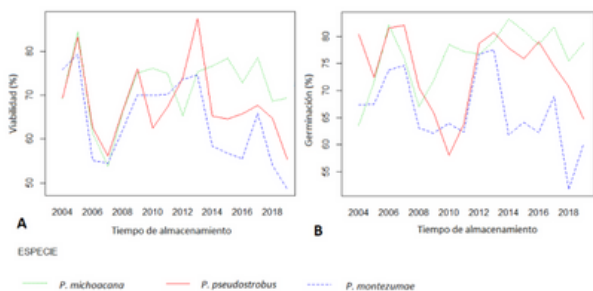 Viabilidad (%)
80
70
60
50
2004 2006 2008 2010 2012 2014 2016 2018
A
Tiempo de almacenamiento
Germinación (%)
80
75
70
65
60
55
2004 2006 2008 2010 2012 2014 2016 2018
B
Tiempo de almacenamiento
ESPECIE
P. michoacana P. pseudostrobus P. montezumae